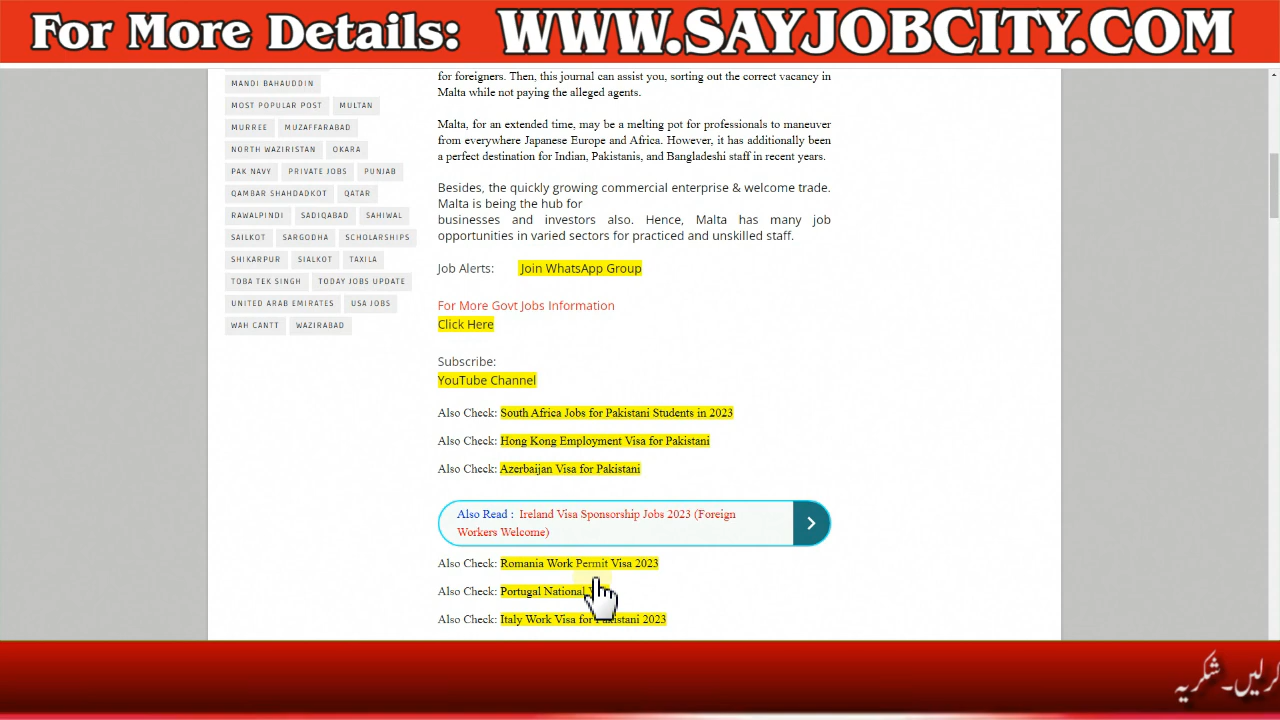 For More Details: WWW.SAYJOBCITY.COM
MANDI BAHAUDDIN
MOST POPULAR POST MULTAN
MURREE MUZAFFARABAD
NORTH WAZIRISTAN OKARA
PAK NAVY PRIVATE JOBS PUNJAB
QAMBAR SHAHDADKOT QATAR
RAWALPINDI SADIQABAD SAHIWAL
SAILKOT SARGODHA SCHOLARSHIPS
SHIKARPUR SIALKOT TAXILA
TOBA TEK SINGH TODAY JOBS UPDATE
UNITED ARAB EMIRATES USA JOBS
WAH CANTT WAZIRABAD
for foreigners. Then, this journal can assist you, sorting out the correct vacancy in
Malta while not paying the alleged agents.
Malta, for an extended time, may be a melting pot for professionals to maneuver
from everywhere Japanese Europe and Africa. However, it has additionally been
a perfect destination for Indian, Pakistanis, and Bangladeshi staff in recent years.
Besides, the quickly growing commercial enterprise & welcome trade.
Malta is being the hub for
businesses and investors also. Hence, Malta has many job
opportunities in varied sectors for practiced and unskilled staff.
Job Alerts: Join WhatsApp Group
For More Govt Jobs Information
Click Here
Subscribe:
YouTube Channel
Also Check: South Africa Jobs for Pakistani Students in 2023
Also Check: Hong Kong Employment Visa for Pakistani
Also Check: Azerbaijan Visa for Pakistani
Also Read : Ireland Visa Sponsorship Jobs 2023 (Foreign
Workers Welcome)
Also Check: Romania Work Permit Visa 2023
Also Check: Portugal National
Also Check: Italy Work Visa for Pakistani 2023
کرلیں۔شکریہ